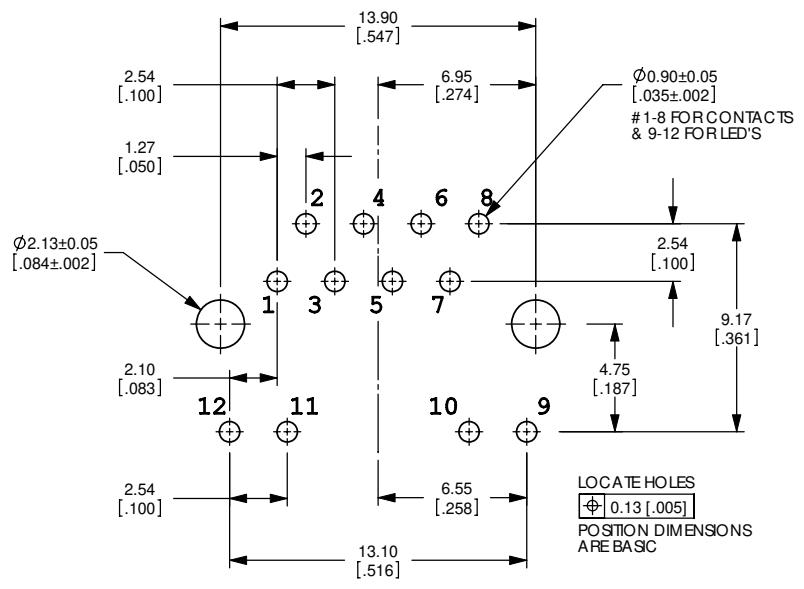 13.90
[.547]
2.54
[.100]
6.95
[.274]
Ø0.90±0.05
[.035±.002]
#1-8 FOR CONTACTS
& 9-12 FOR LED'S
1.27
[.050]
2 4 6 8
Ø2.13±0.05
[.084±.002]
2.54
[.100]
1 3 5 7
9.17
[.361]
2.10
[.083]
4.75
[.187]
12 11 10 9
2.54
[.100]
6.55
[.258]
LOCATE HOLES
⌖ 0.13 [.005]
POSITION DIMENSIONS
ARE BASIC
13.10
[.516]